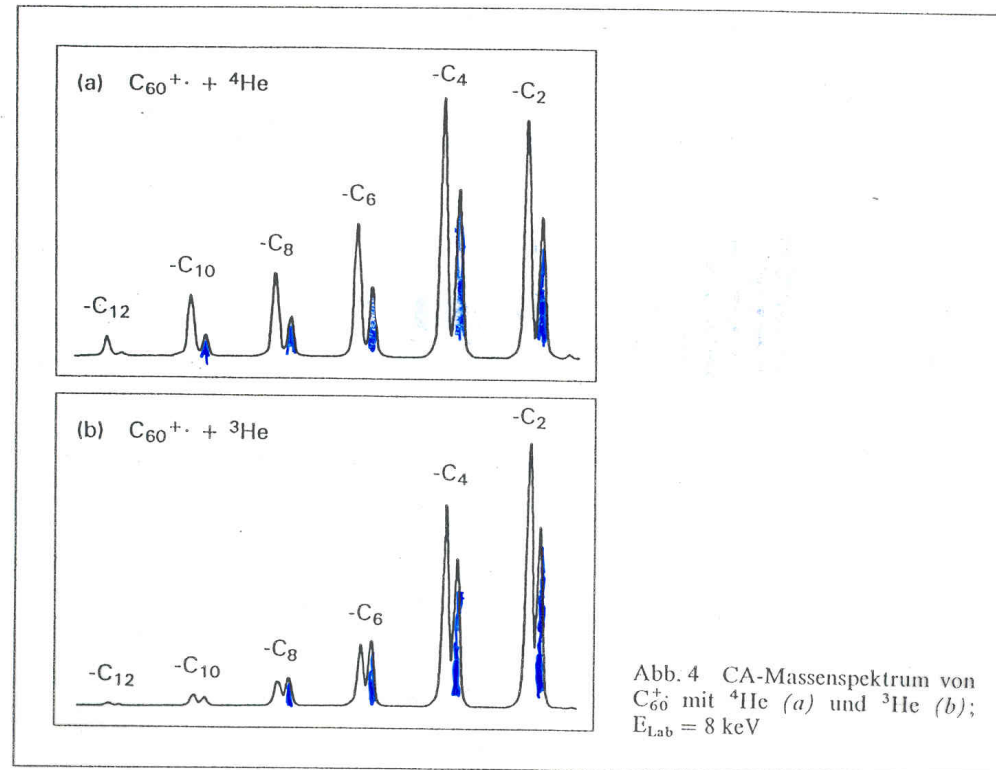 (a) C₆₀⁺· + ⁴He
-C₄
-C₂
-C₆
-C₈
-C₁₀
-C₁₂
(b) C₆₀⁺· + ³He
-C₂
-C₄
-C₆
-C₈
-C₁₀
-C₁₂
Abb. 4 CA-Massenspektrum von
C₆₀⁺· mit ⁴He (a) und ³He (b);
E_Lab = 8 keV